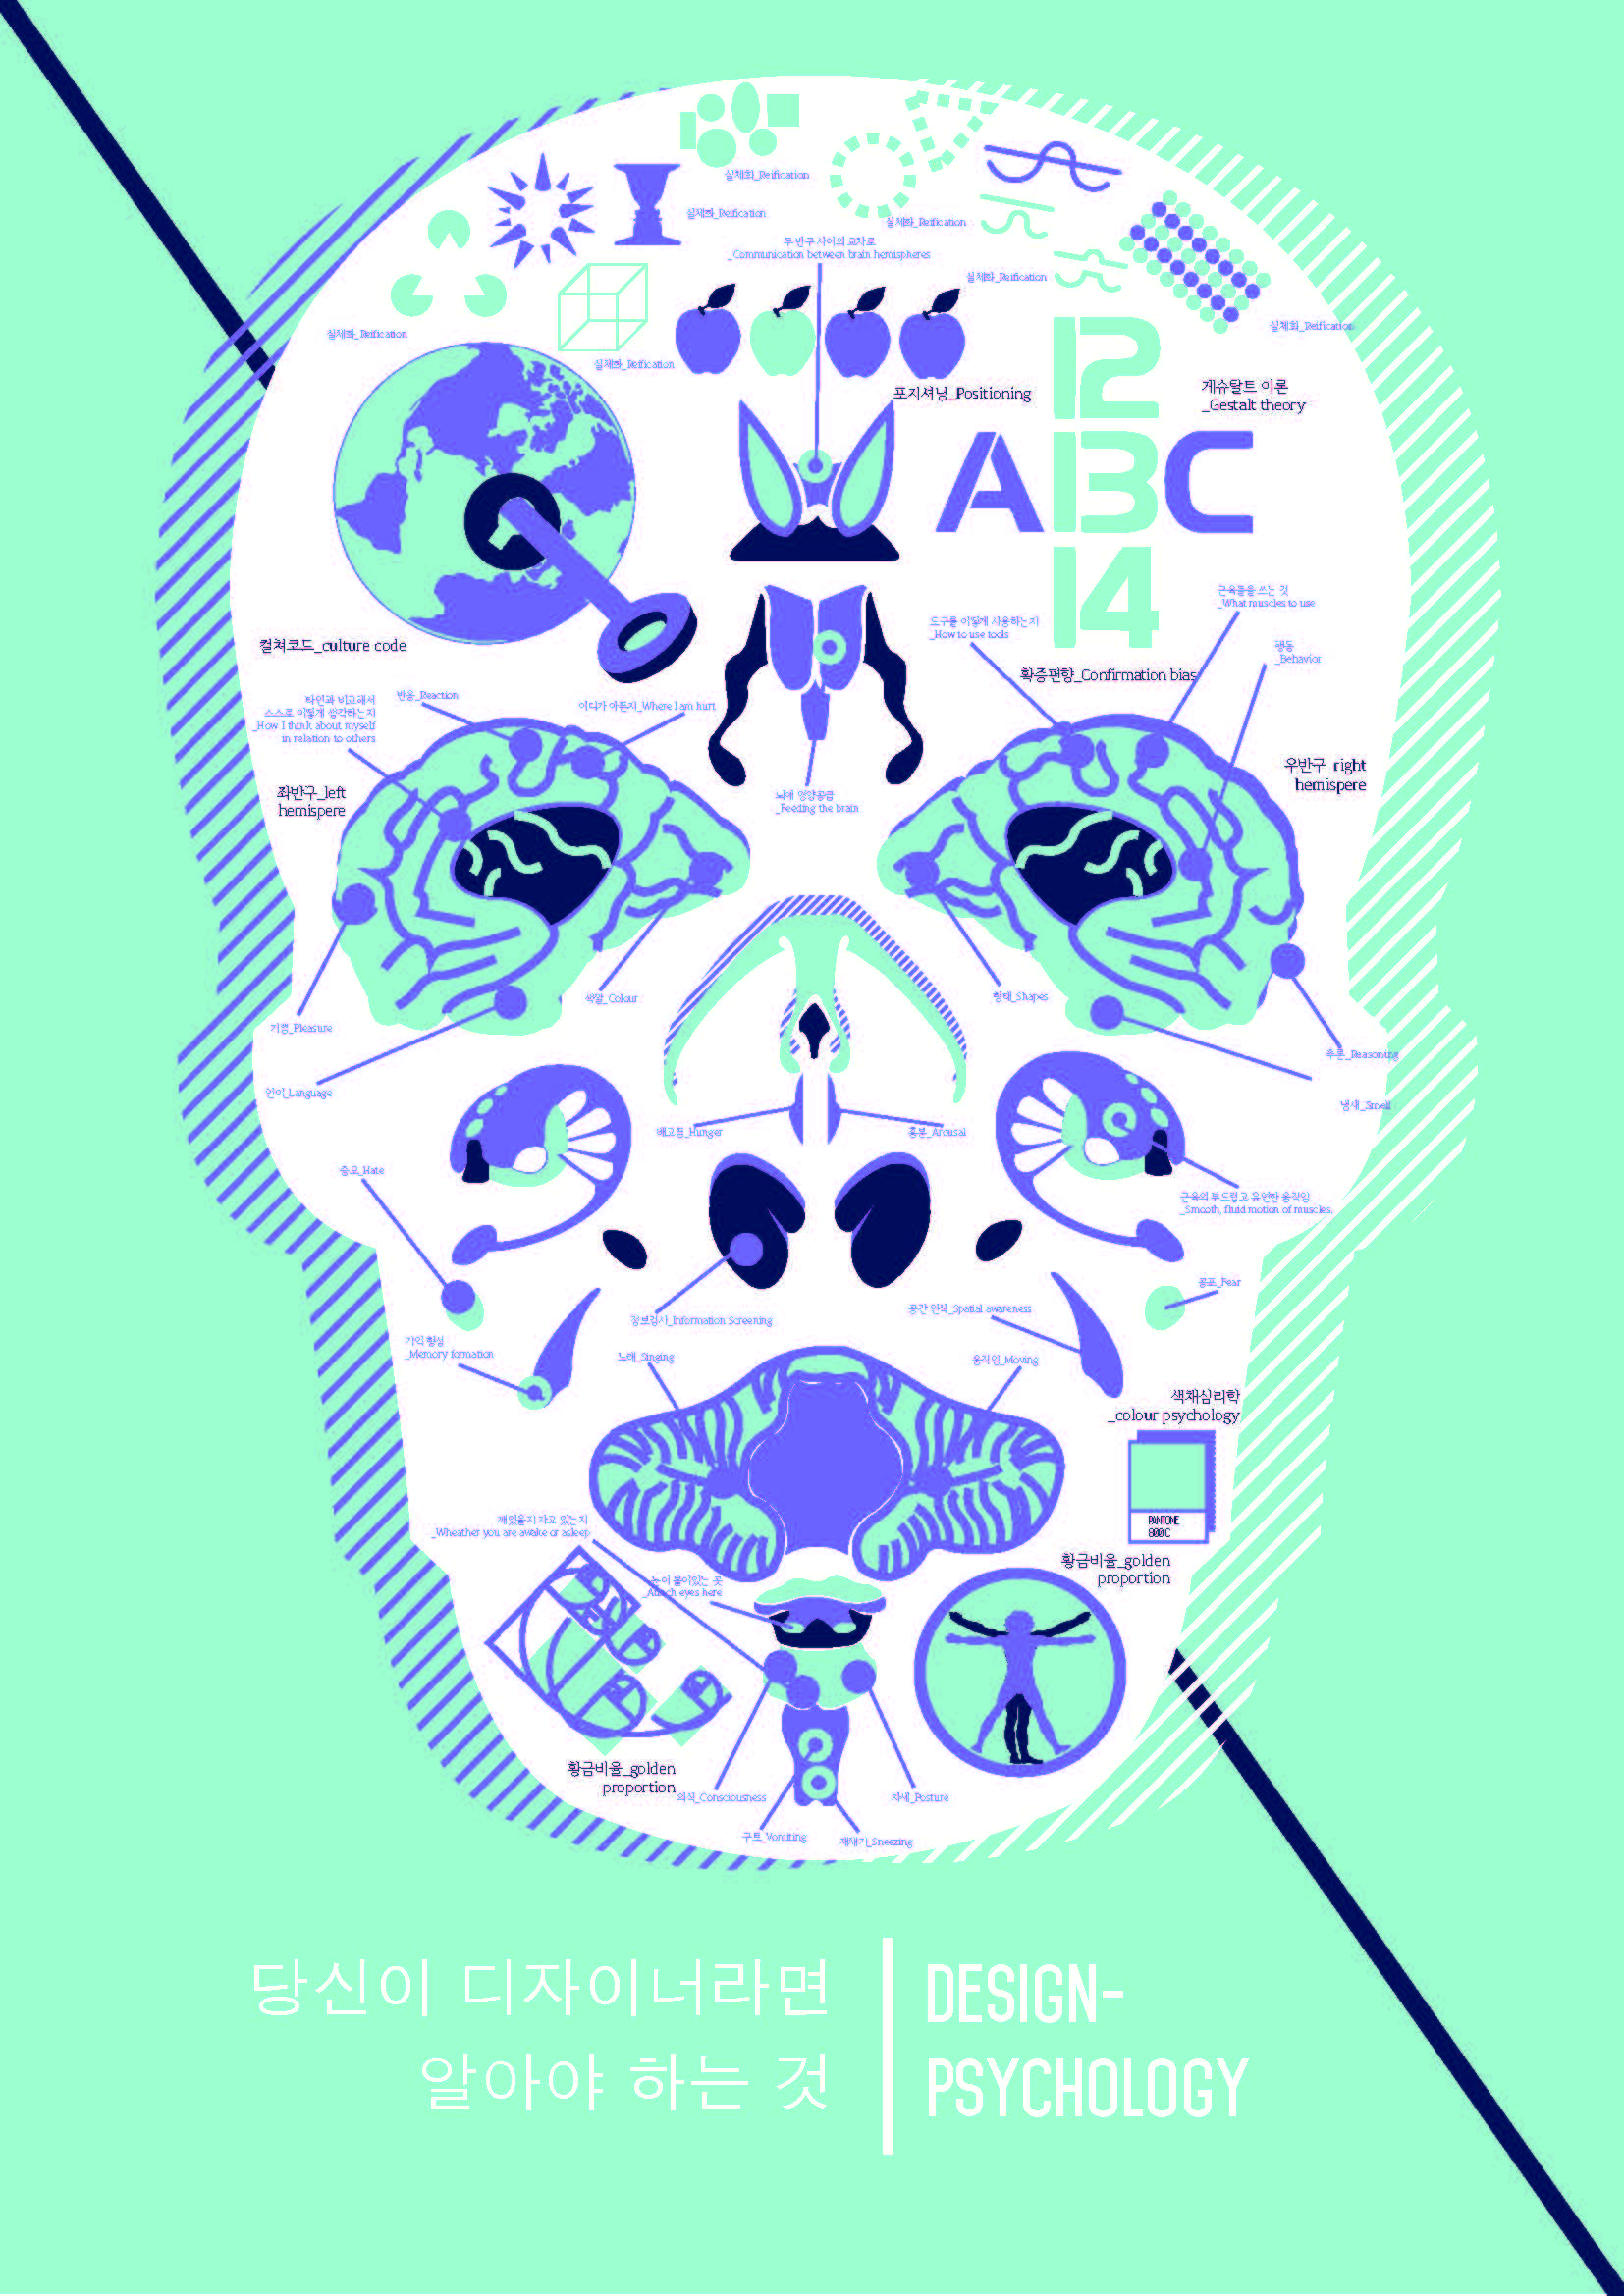 실체화_Reification
실체화_Reification
실체화_Reification
두 반구 사이의 교차로
_Communication between brain hemispheres
실체화_Reification
실체화_Reification
실체화_Reification
실체화_Reification
포지셔닝_Positioning
게슈탈트 이론
_Gestalt theory
12
A 13 C
14
컬쳐코드_culture code
근육들을 쓰는 것
_What muscles to use
도구를 어떻게 사용하는지
_How to use tools
행동
_Behavior
확증편향_Confirmation bias
타인과 비교해서
스스로 어떻게 생각하는지
_How I think about myself
in relation to others
반응_Reaction
어디가 아픈지_Where I am hurt
좌반구_left
hemispere
우반구_right
hemispere
뇌에 영양공급
_Feeding the brain
색깔_Colour
형태_Shapes
기쁨_Pleasure
추론_Reasoning
언어_Language
냄새_Smell
배고픔_Hunger
흥분_Arousal
증오_Hate
근육의 부드럽고 유연한 움직임
_Smooth, fluid motion of muscles.
공포_Fear
정보검사_Information Screening
공간 인식_Spatial awareness
기억 형성
_Memory formation
노래_Singing
움직임_Moving
색채심리학
_colour psychology
PANTONE
800C
깨있을지 자고 있는지
_Wheather you are awake or asleep
눈이 붙어있는 곳
_Attach eyes here
황금비율_golden
proportion
황금비율_golden
proportion
의식_Consciousness
자세_Posture
구토_Vomiting
재채기_Sneezing
당신이 디자이너라면
알아야 하는 것
DESIGN-
PSYCHOLOGY